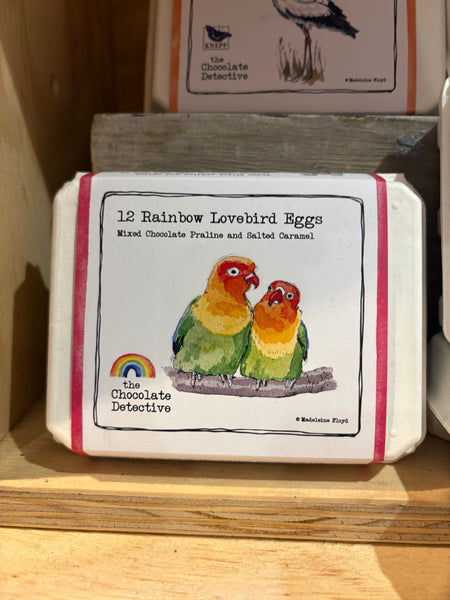 KNEPP
the
Chocolate
Detective
© Madeleine Floyd
12 Rainbow Lovebird Eggs
Mixed Chocolate Praline and Salted Caramel
the
Chocolate
Detective
© Madeleine Floyd